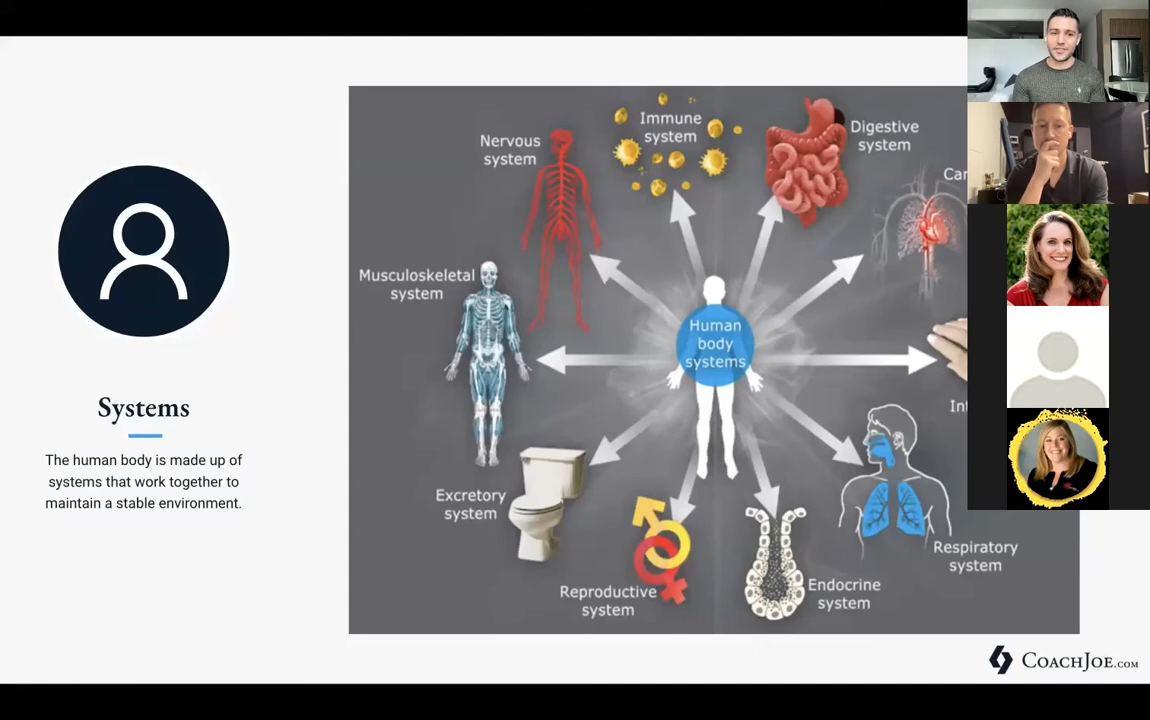 Systems
The human body is made up of
systems that work together to
maintain a stable environment.
Immune
system
Nervous
system
Digestive
system
Musculoskeletal
system
Human
body
systems
Excretory
system
Reproductive
system
Endocrine
system
Respiratory
system
COACHJOE.COM